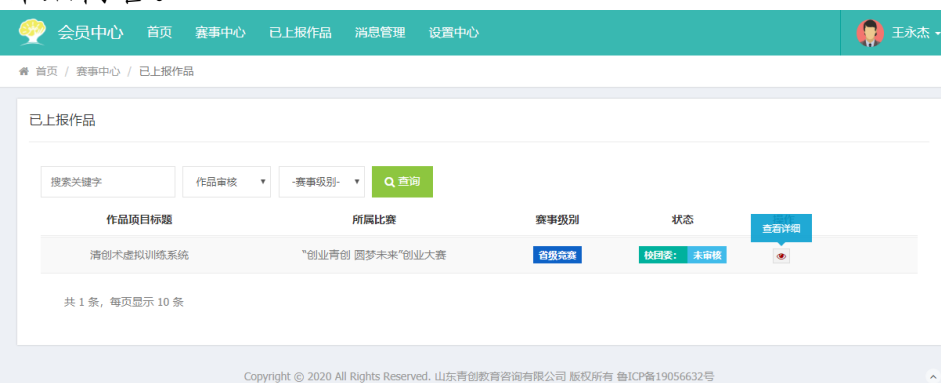 会员中心 首页 赛事中心 已上报作品 消息管理 设置中心 王永杰
首页 / 赛事中心 / 已上报作品
已上报作品
搜索关键字 作品审核 -赛事级别- 查询
作品项目标题 所属比赛 赛事级别 状态
查看详细
清创术虚拟训练系统 "创业青创 圆梦未来"创业大赛 省级竞赛 校团委： 未审核
共 1 条，每页显示 10 条
Copyright © 2020 All Rights Reserved. 山东青创教育咨询有限公司 版权所有 鲁ICP备19056632号